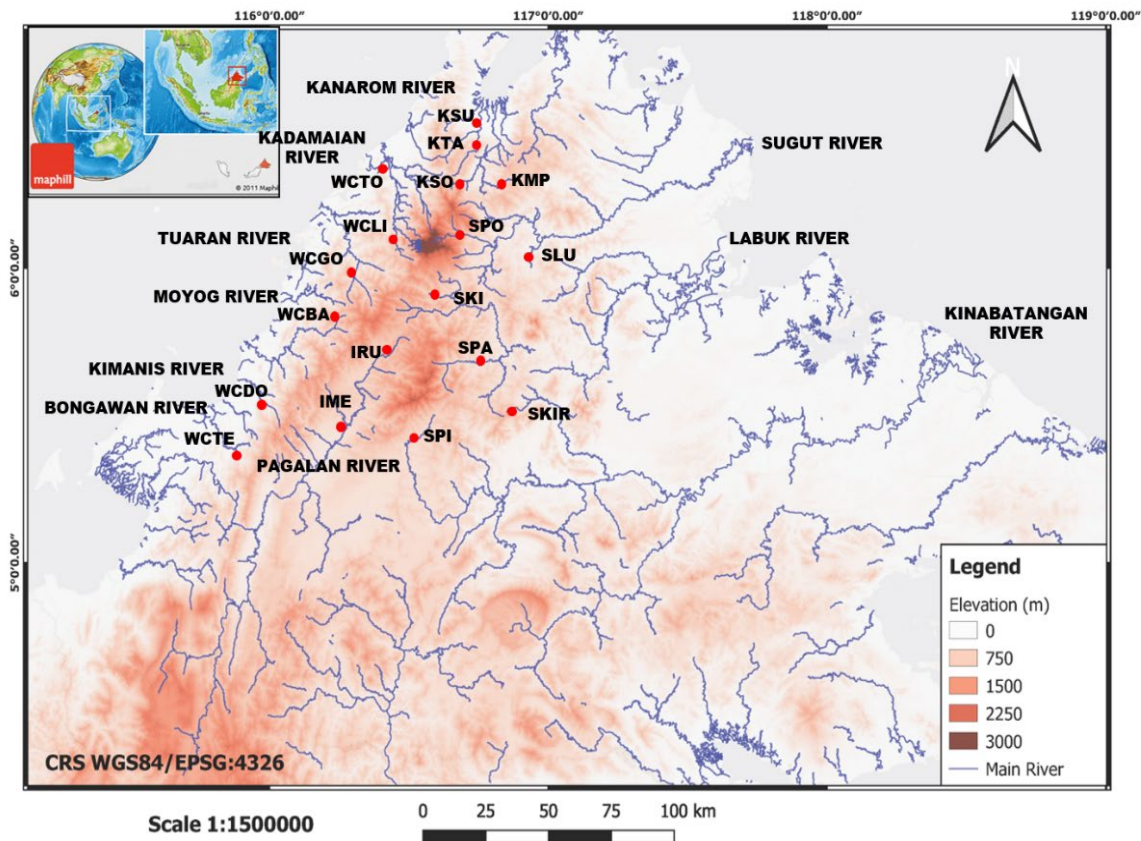 116°0'0.00"
117°0'0.00"
118°0'0.00"
119°0'0.00"
maphill
© 2011 Maphill
N
KANAROM RIVER
KSU
KTA
KADAMAIAN
RIVER
SUGUT RIVER
WCTO
KSO
KMP
WCLI
SPO
TUARAN RIVER
LABUK RIVER
WCGO
SLU
6°0'0.00"
MOYOG RIVER
SKI
WCBA
KINABATANGAN
RIVER
IRU
SPA
KIMANIS RIVER
WCDO
IME
SKIR
BONGAWAN RIVER
WCTE
SPI
PAGALAN RIVER
5°0'0.00"
Legend
Elevation (m)
0
750
1500
2250
3000
Main River
CRS WGS84/EPSG:4326
Scale 1:1500000
0 25 50 75 100 km